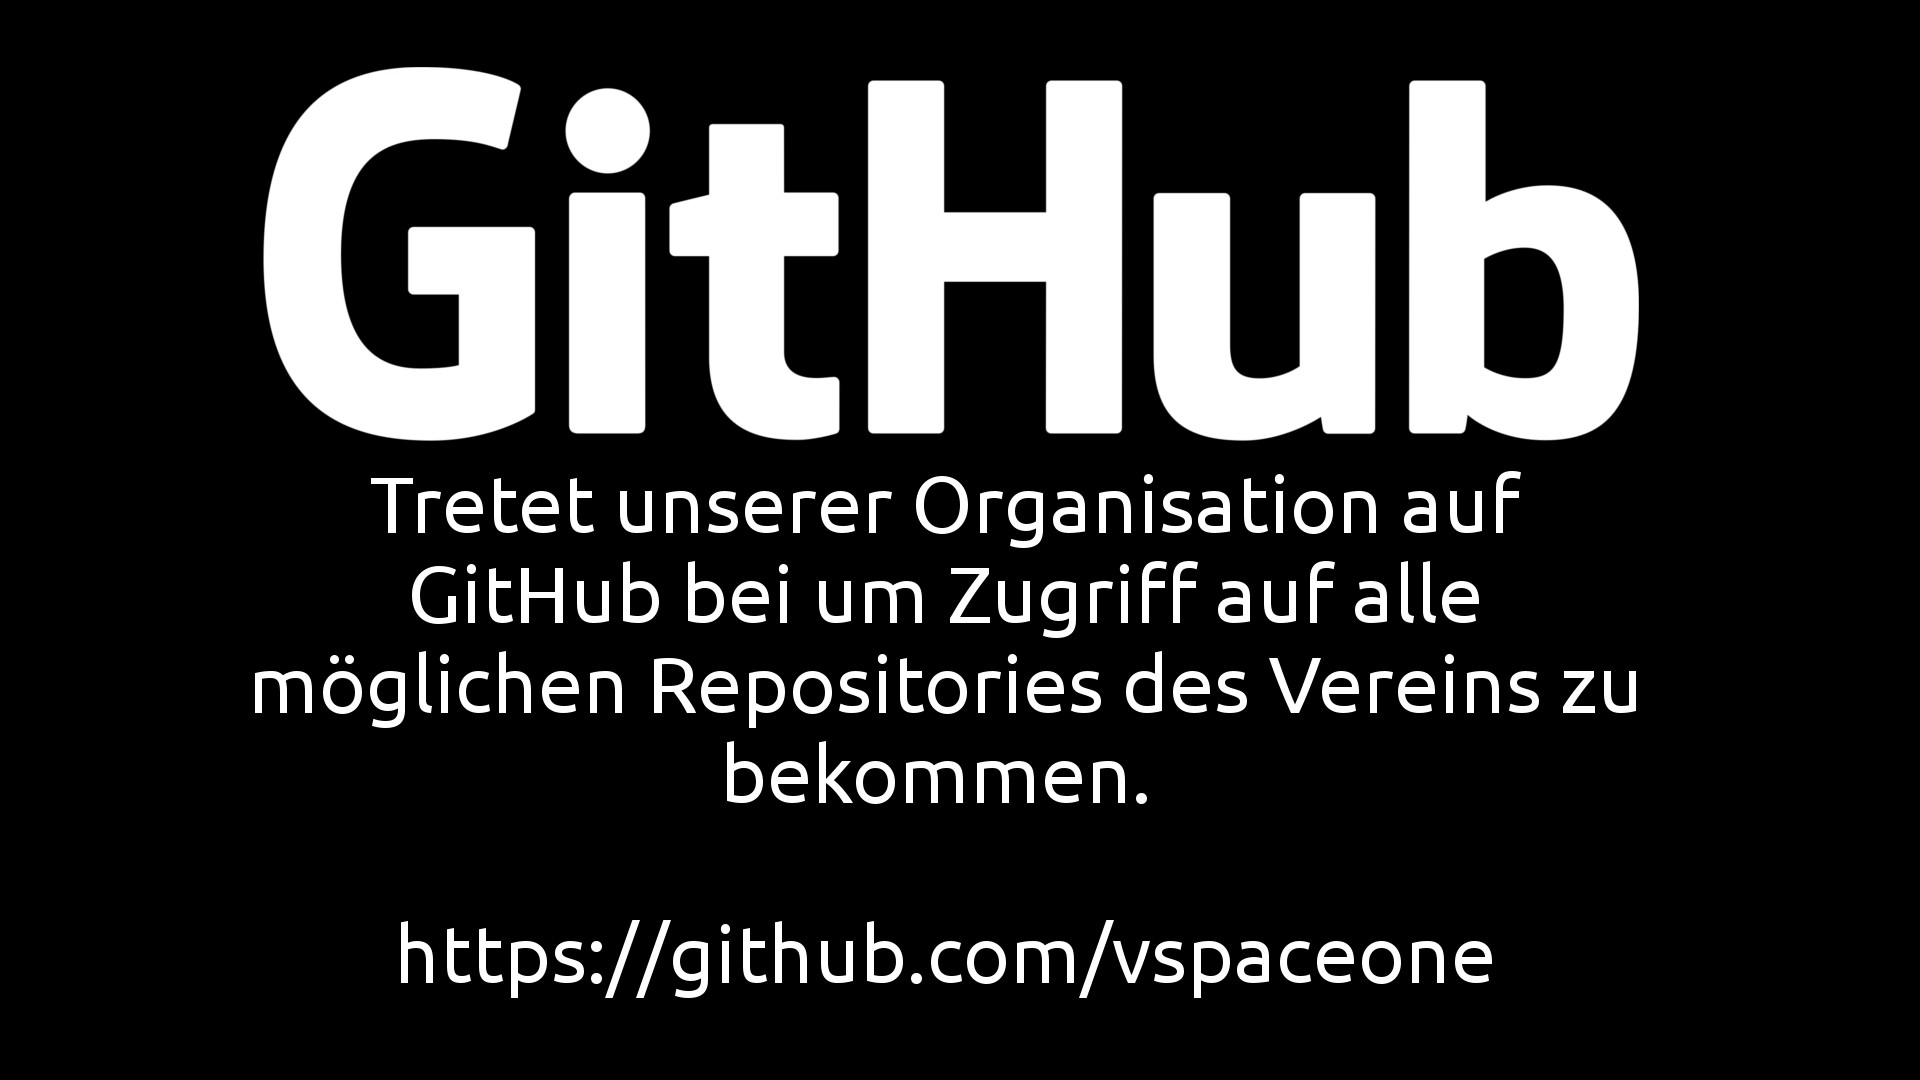 GitHub
Tretet unserer Organisation auf
GitHub bei um Zugriff auf alle
möglichen Repositories des Vereins zu
bekommen.
https://github.com/vspaceone